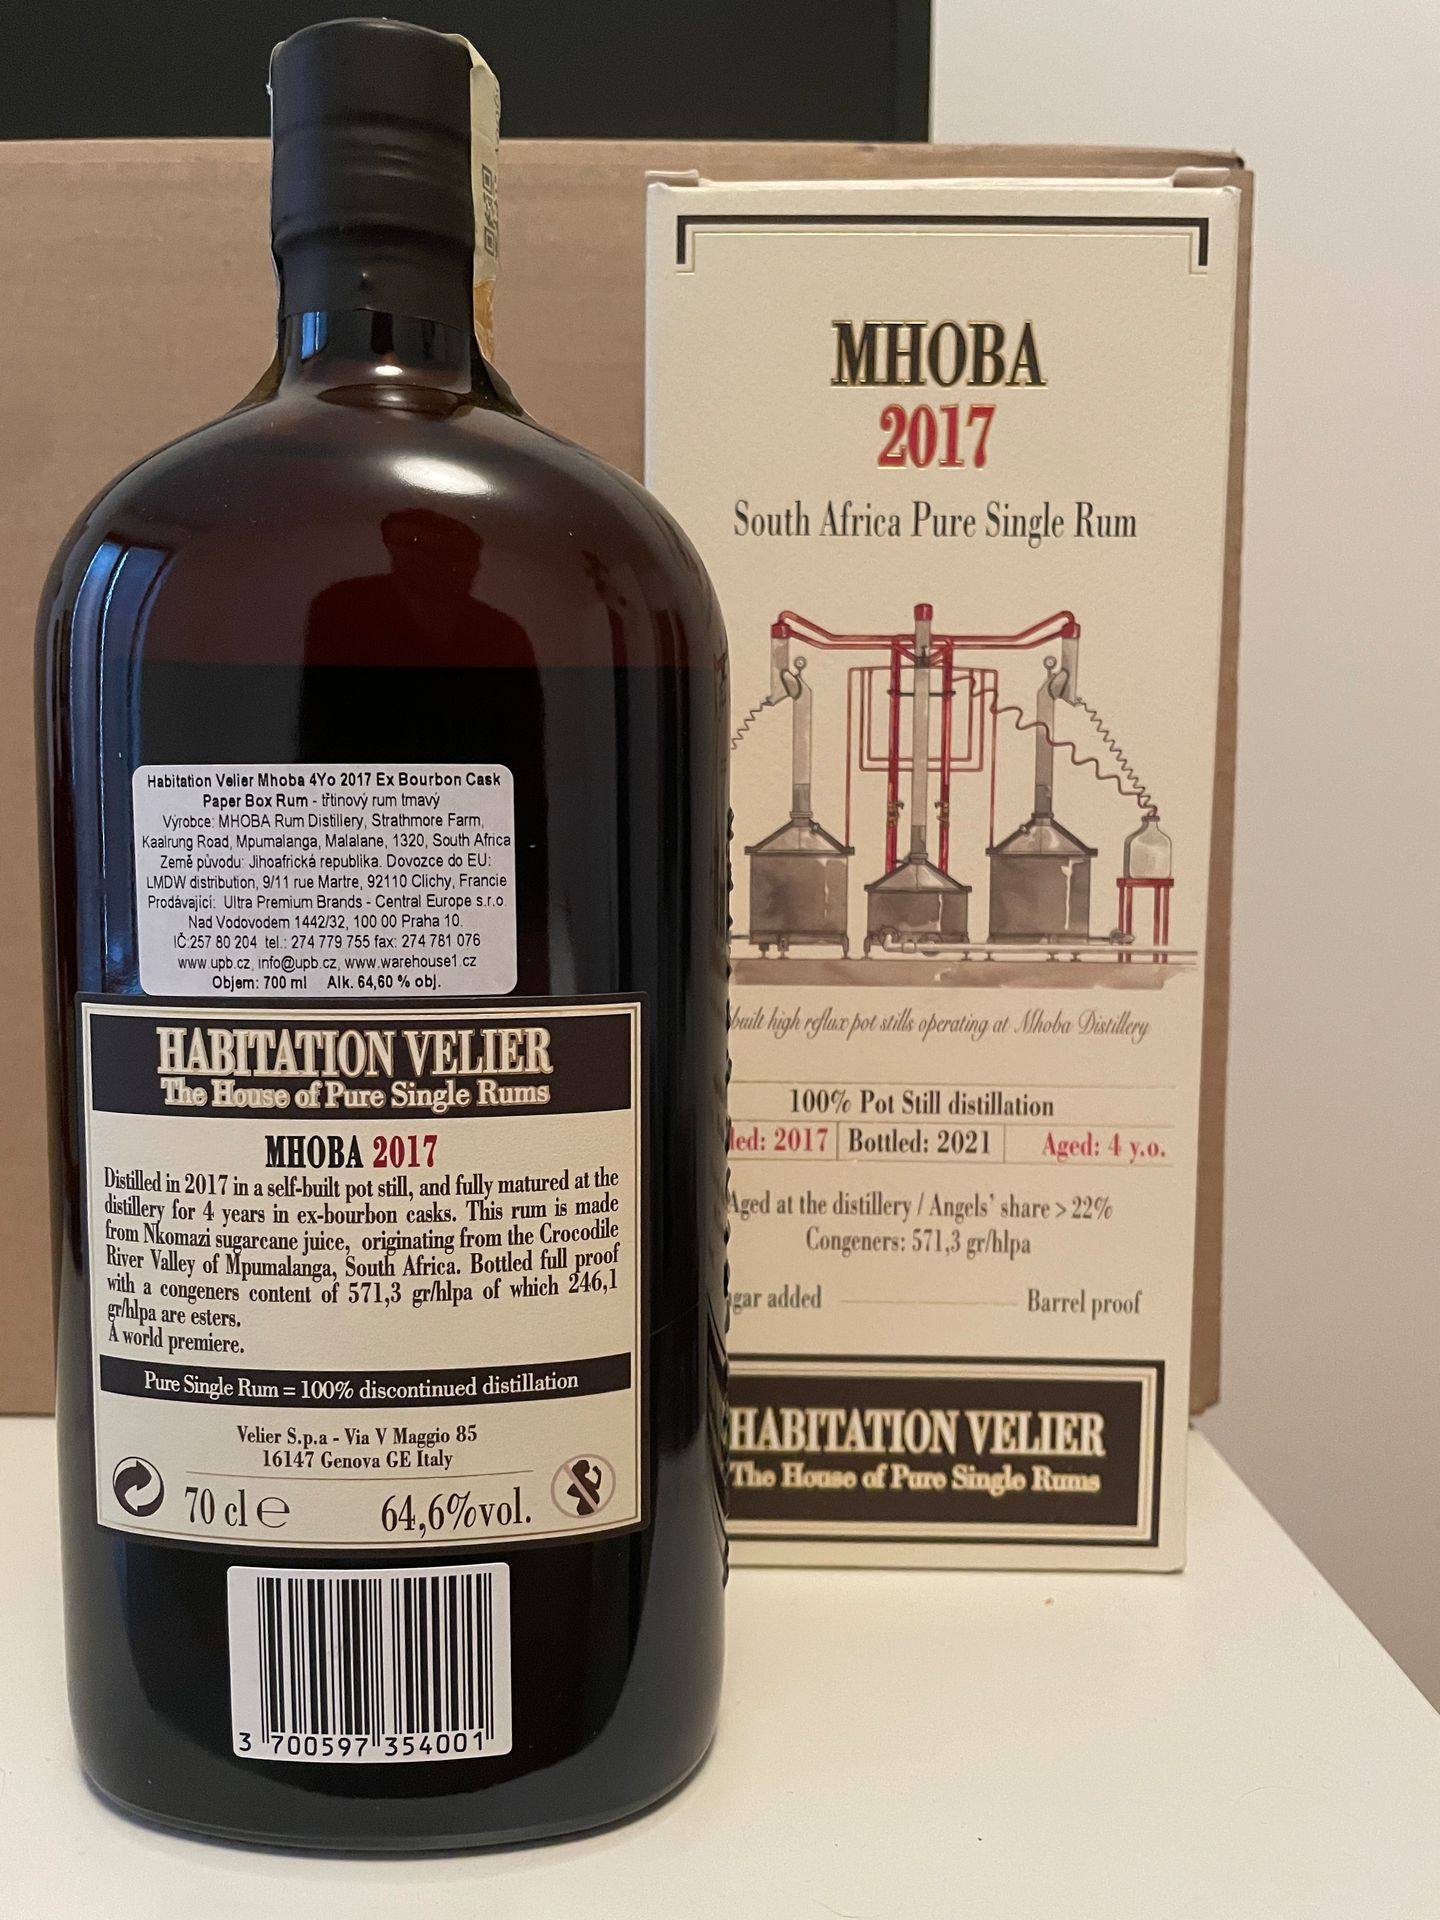 Habitation Velier Mhoba 4Yo 2017 Ex Bourbon Cask
Paper Box Rum - třtinový rum tmavý
Výrobce: MHOBA Rum Distillery, Strathmore Farm,
Kaalrung Road, Mpumalanga, Malalane, 1320, South Africa
Země původu: Jihoafrická republika. Dovozce do EU:
LMDW distribution, 9/11 rue Martre, 92110 Clichy, Francie
Prodávající: Ultra Premium Brands - Central Europe s.r.o.
Nad Vodovodem 1442/32, 100 00 Praha 10.
IČ:257 80 204 tel.: 274 779 755 fax: 274 781 076
www.upb.cz, info@upb.cz, www.warehouse1.cz
Objem: 700 ml Alk. 64,60 % obj.
HABITATION VELIER
The House of Pure Single Rums
MHOBA 2017
Distilled in 2017 in a self-built pot still, and fully matured at the
distillery for 4 years in ex-bourbon casks. This rum is made
from Nkomazi sugarcane juice, originating from the Crocodile
River Valley of Mpumalanga, South Africa. Bottled full proof
with a congeners content of 571,3 gr/hlpa of which 246,1
gr/hlpa are esters.
A world premiere.
Pure Single Rum = 100% discontinued distillation
Velier S.p.a - Via V Maggio 85
16147 Genova GE Italy
70 cl ℮ 64,6%vol.
3 700597 354001
MHOBA
2017
South Africa Pure Single Rum
built high reflux pot stills operating at Mhoba Distillery
100% Pot Still distillation
led: 2017 Bottled: 2021 Aged: 4 y.o.
Aged at the distillery / Angels' share > 22%
Congeners: 571,3 gr/hlpa
gar added Barrel proof
HABITATION VELIER
The House of Pure Single Rums